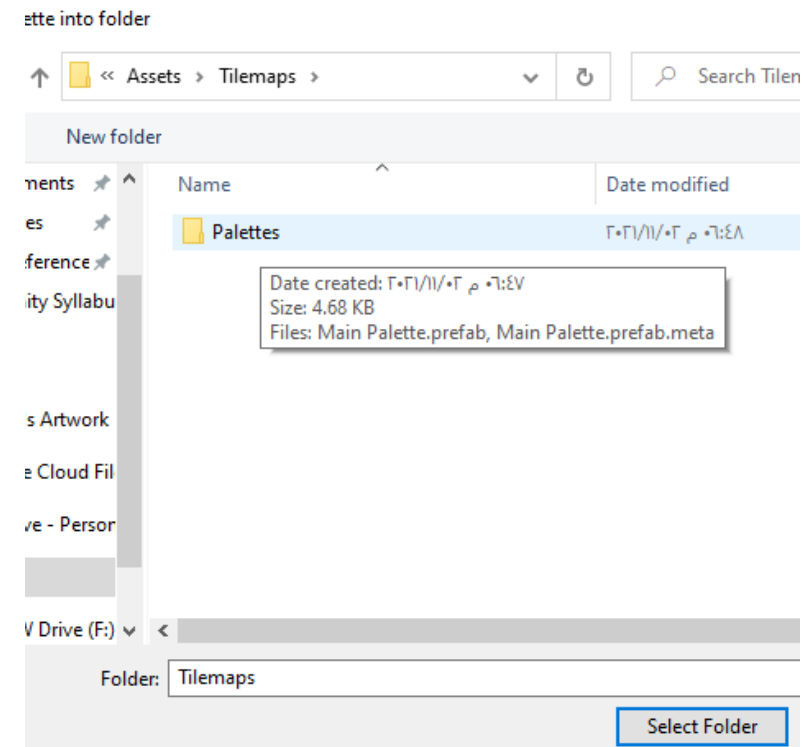 ette into folder
« Assets › Tilemaps ›
Search Tilen
New folder
Name
Date modified
ments
es
ference
ity Syllabu
s Artwork
e Cloud Fil
ve - Person
W Drive (F:)
Palettes
٢٠٢١/١١/٠٢ م ٠٦:٤٨
Date created: ٢٠٢١/١١/٠٢ م ٠٦:٤٧
Size: 4.68 KB
Files: Main Palette.prefab, Main Palette.prefab.meta
Folder: Tilemaps
Select Folder